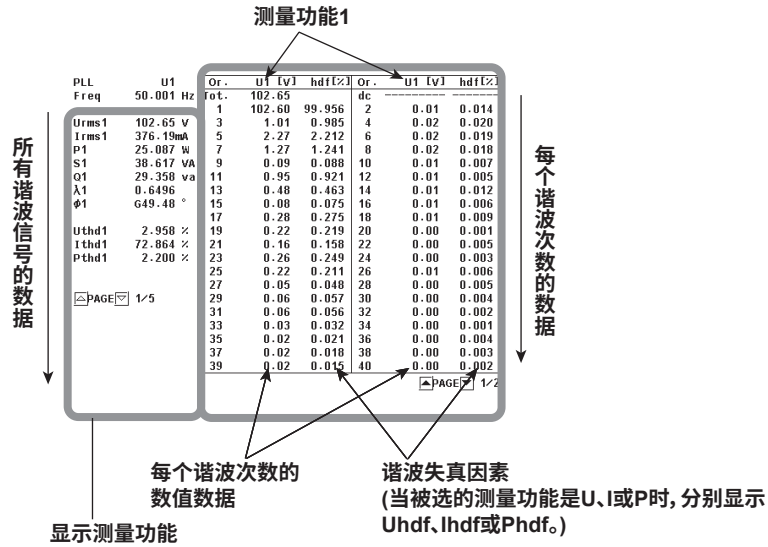 测量功能1
PLL U1
Freq 50.001 Hz
Urms1 102.65 V
Irms1 376.19mA
P1 25.087 W
S1 38.617 VA
Q1 29.358 va
λ1 0.6496
φ1 G49.48 °
Uthd1 2.958 %
Ithd1 72.864 %
Pthd1 2.200 %
PAGE 1/5
Or. U1 [V] hdf[%] Or. U1 [V] hdf[%]
Tot. 102.65 dc -------- --------
1 102.60 99.956 2 0.01 0.014
3 1.01 0.985 4 0.02 0.020
5 2.27 2.212 6 0.02 0.019
7 1.27 1.241 8 0.02 0.018
9 0.09 0.088 10 0.01 0.007
11 0.95 0.921 12 0.01 0.005
13 0.48 0.463 14 0.01 0.012
15 0.08 0.075 16 0.01 0.006
17 0.28 0.275 18 0.01 0.009
19 0.22 0.219 20 0.00 0.001
21 0.16 0.158 22 0.00 0.005
23 0.26 0.249 24 0.00 0.003
25 0.22 0.211 26 0.01 0.006
27 0.05 0.048 28 0.00 0.005
29 0.06 0.057 30 0.00 0.004
31 0.06 0.056 32 0.00 0.002
33 0.03 0.032 34 0.00 0.001
35 0.02 0.021 36 0.00 0.004
37 0.02 0.018 38 0.00 0.003
39 0.02 0.015 40 0.00 0.002
PAGE 1/2
所有谐波信号的数据
每个谐波次数的数据
每个谐波次数的
数值数据
谐波失真因素
(当被选的测量功能是U、I或P时, 分别显示
Uhdf、Ihdf或Phdf。)
显示测量功能